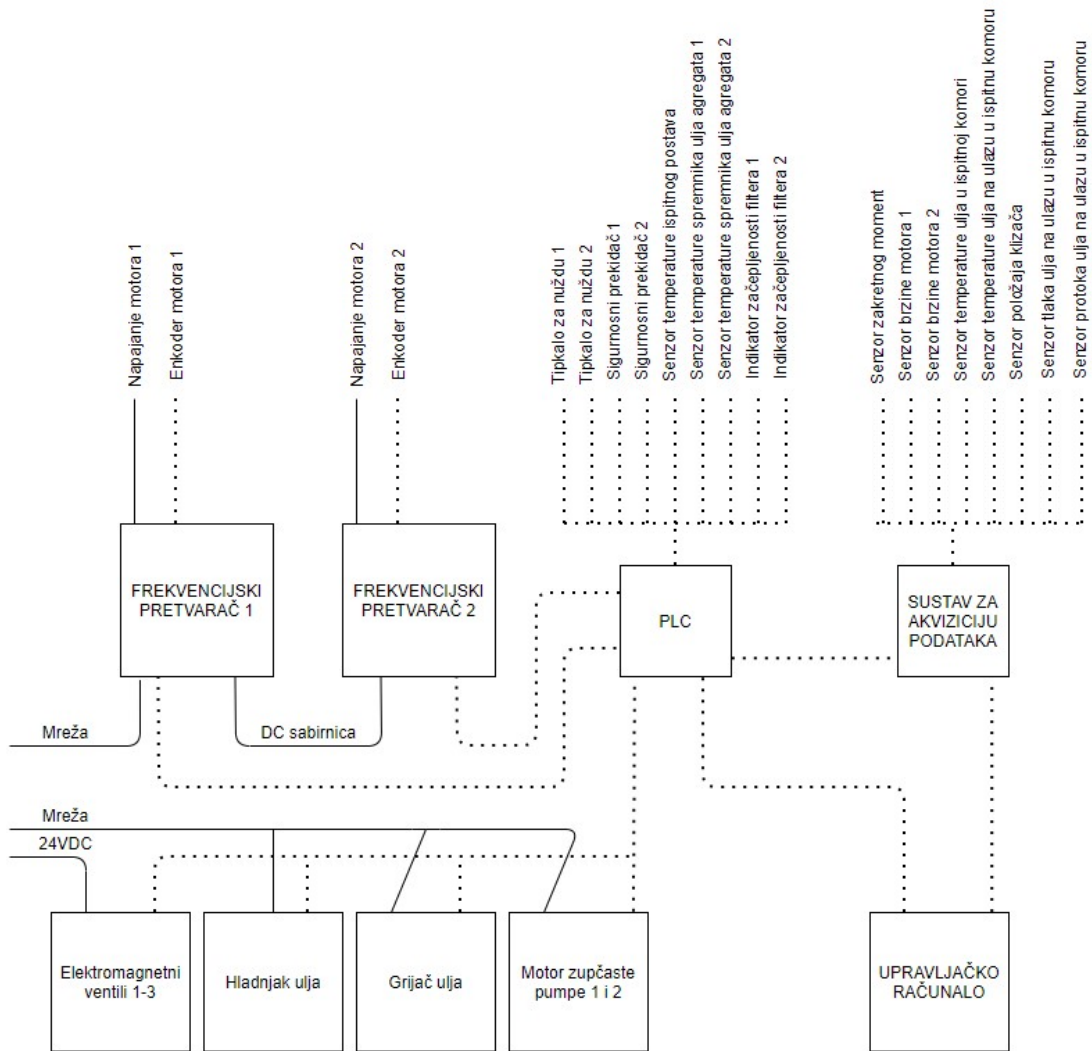 Napajanje motora 1
Enkoder motora 1
Napajanje motora 2
Enkoder motora 2
Tipkalo za nuždu 1
Tipkalo za nuždu 2
Sigurnosni prekidač 1
Sigurnosni prekidač 2
Senzor temperature ispitnog postava
Senzor temperature spremnika ulja agregata 1
Senzor temperature spremnika ulja agregata 2
Indikator začepljenosti filtera 1
Indikator začepljenosti filtera 2
Senzor zakretnog moment
Senzor brzine motora 1
Senzor brzine motora 2
Senzor temperature ulja u ispitnoj komori
Senzor temperature ulja na ulazu u ispitnu komoru
Senzor položaja klizača
Senzor tlaka ulja na ulazu u ispitnu komoru
Senzor protoka ulja na ulazu u ispitnu komoru
FREKVENCIJSKI
PRETVARAČ 1
FREKVENCIJSKI
PRETVARAČ 2
PLC
SUSTAV ZA
AKVIZICIJU
PODATAKA
Mreža
DC sabirnica
Mreža
24VDC
Elektromagnetni
ventili 1-3
Hladnjak ulja
Grijač ulja
Motor zupčaste
pumpe 1 i 2
UPRAVLJAČKO
RAČUNALO